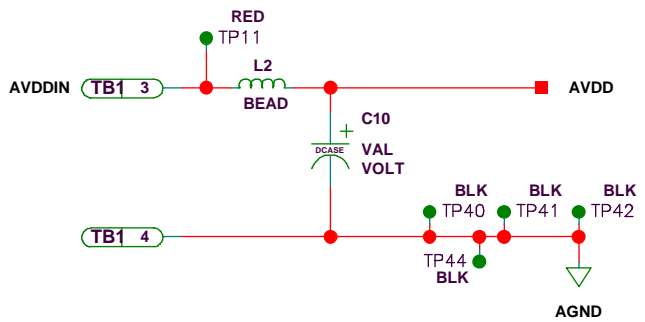 RED
TP11
L2
AVDDIN TB1 3 BEAD AVDD
C10
+
DCASE VAL
VOLT
BLK BLK BLK
TP40 TP41 TP42
TB1 4
TP44
BLK
AGND